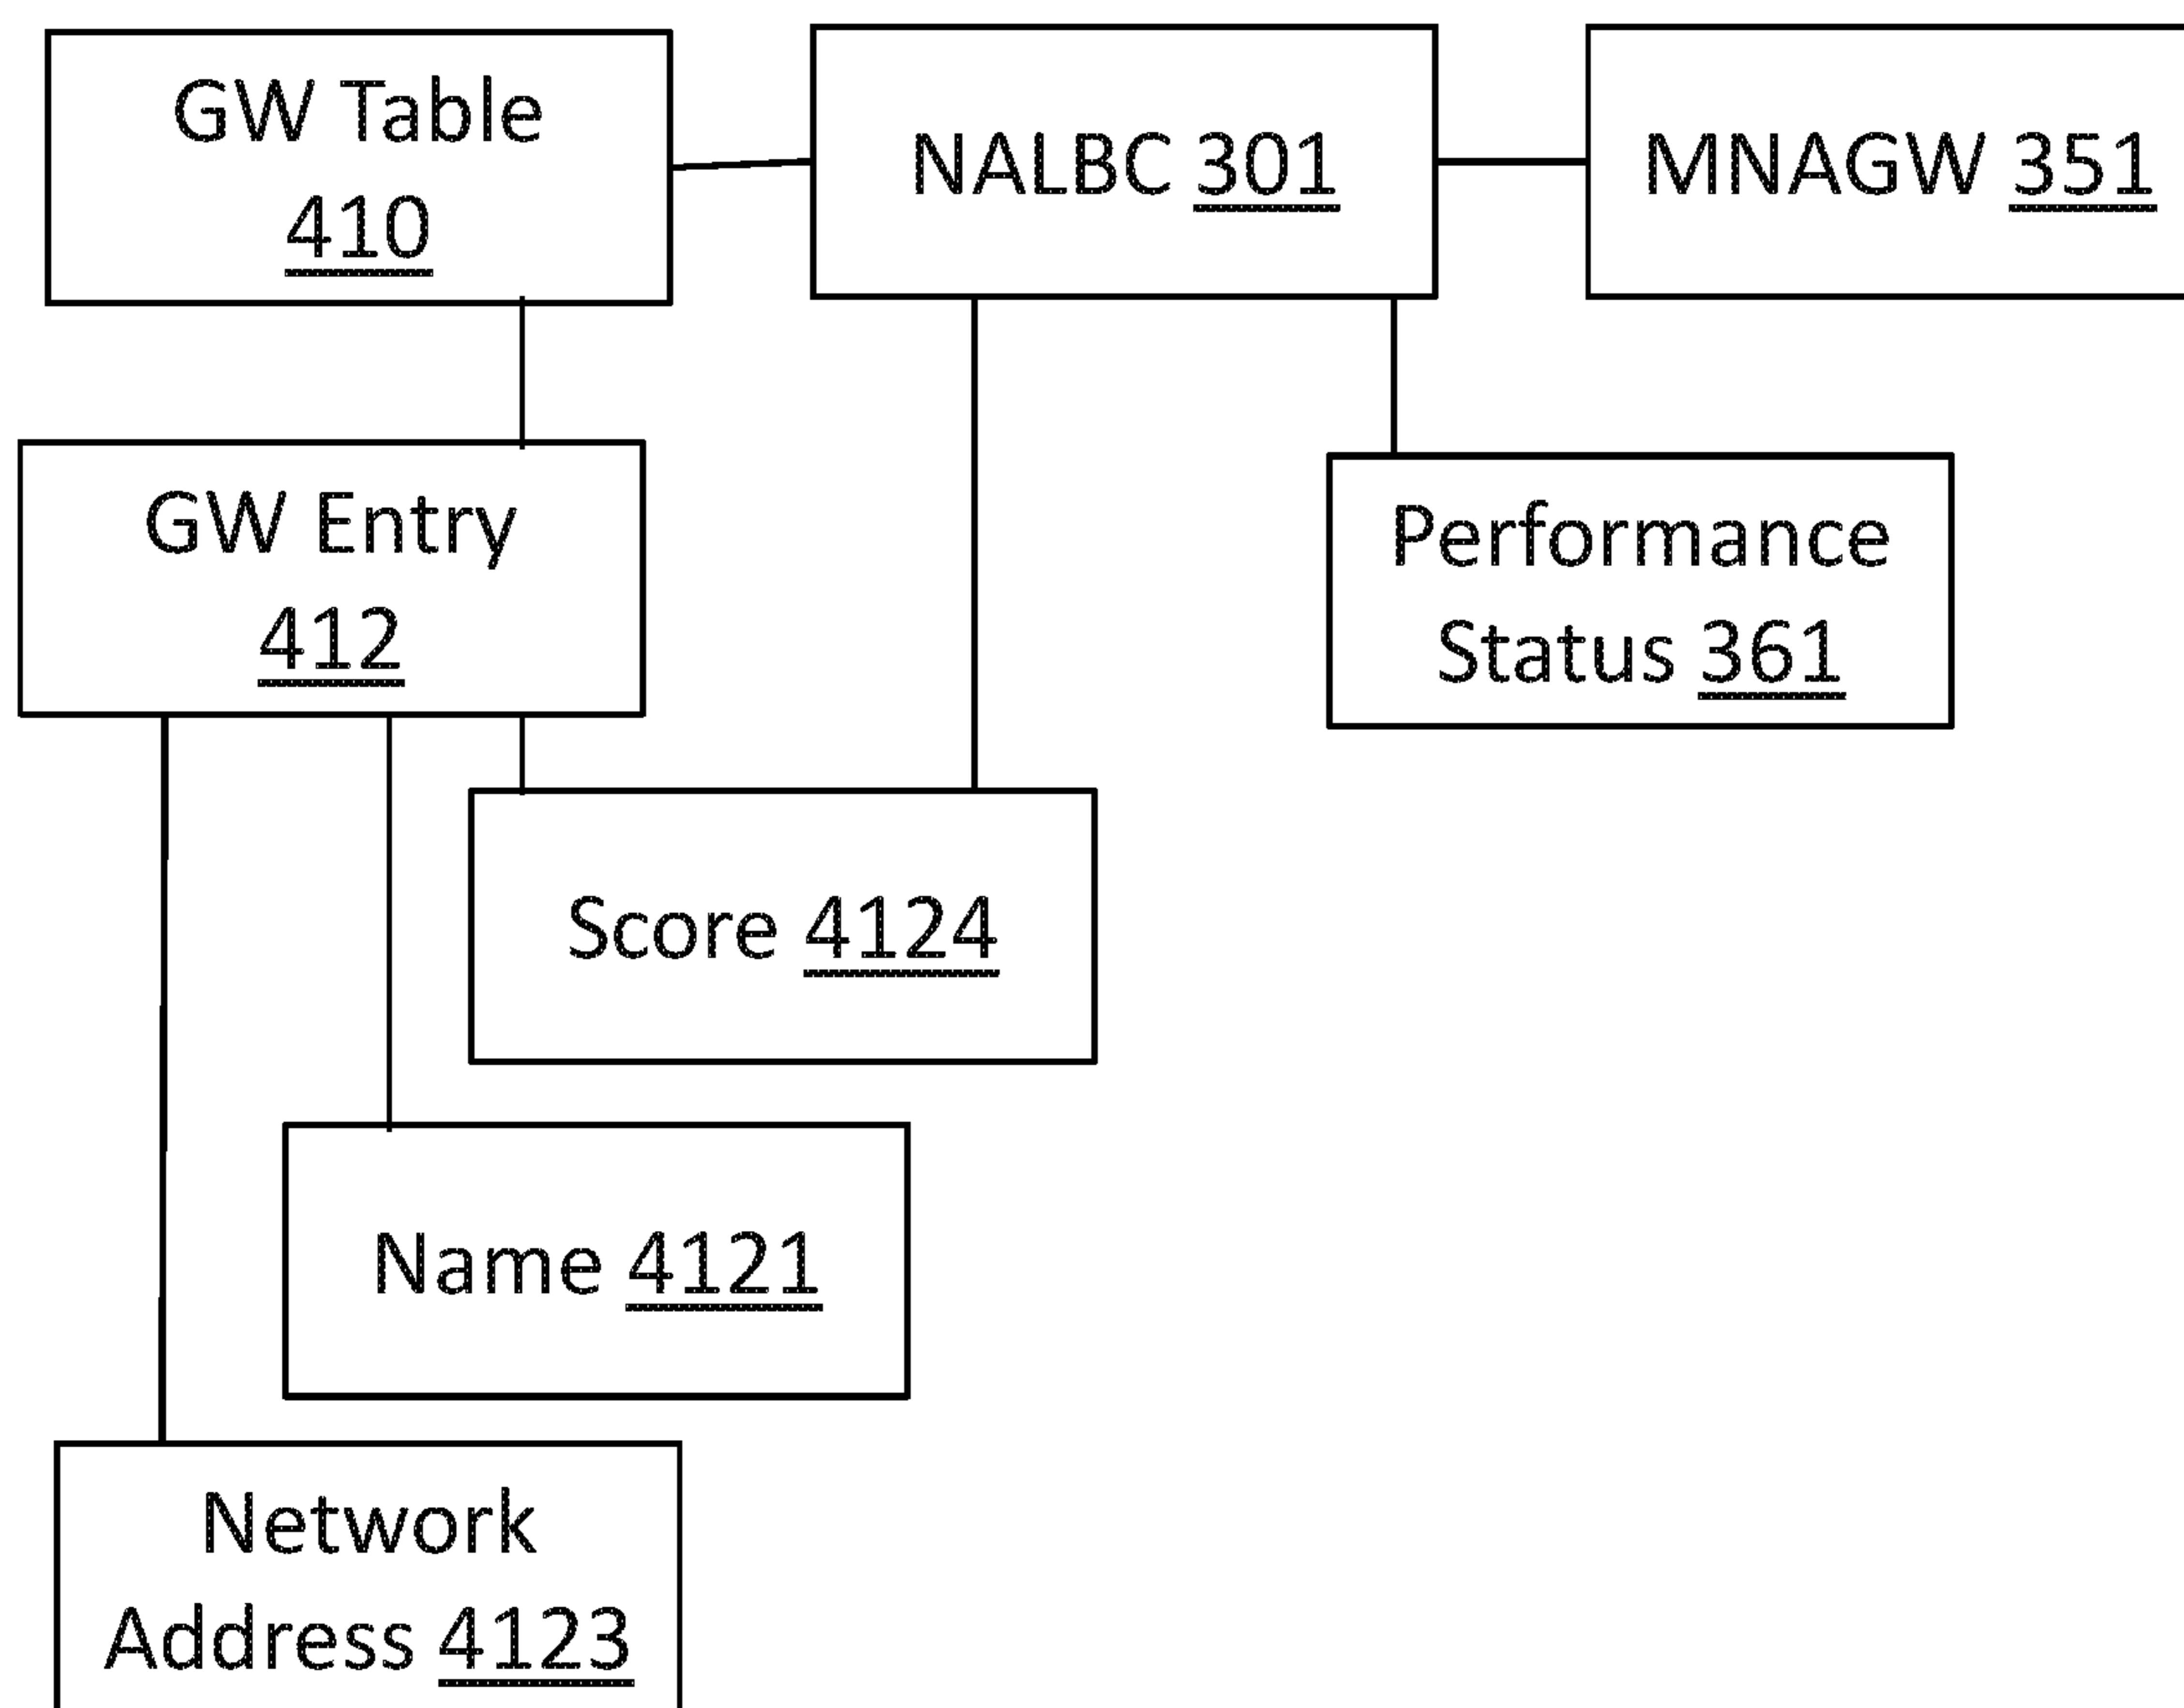 GW Table
410
NALBC 301
MNAGW 351
GW Entry
412
Performance
Status 361
Score 4124
Name 4121
Network
Address 4123